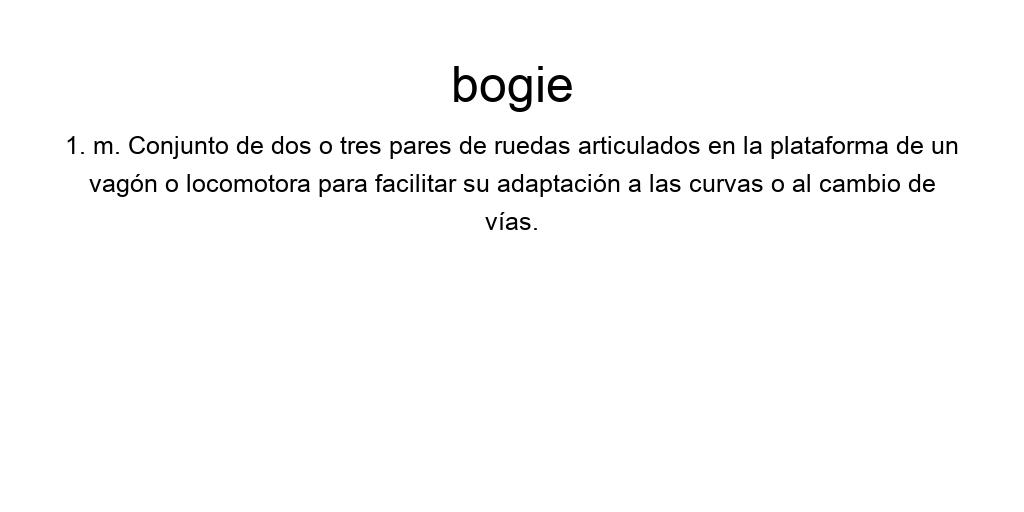 bogie
1. m. Conjunto de dos o tres pares de ruedas articulados en la plataforma de un
vagón o locomotora para facilitar su adaptación a las curvas o al cambio de
vías.